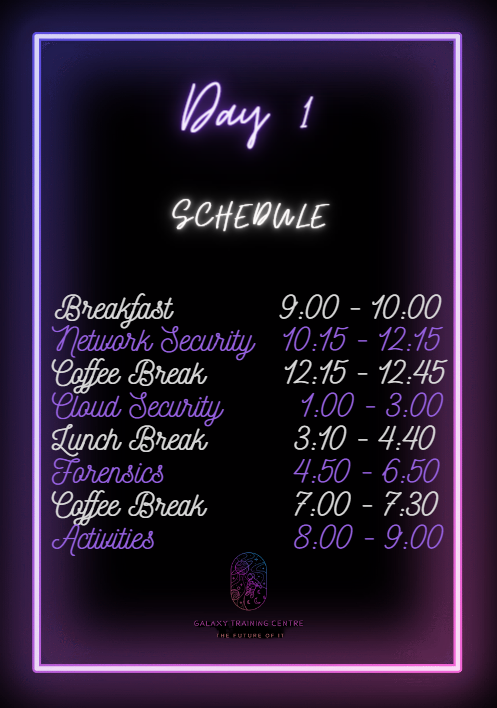 Day 1
SCHEDULE
Breakfast 9:00 - 10:00
Network Security 10:15 - 12:15
Coffee Break 12:15 - 12:45
Cloud Security 1:00 - 3:00
Lunch Break 3:10 - 4:40
Forensics 4:50 - 6:50
Coffee Break 7.00 - 7:30
Activities 8:00 - 9:00
GALAXY TRAINING CENTRE
THE FUTURE OF IT